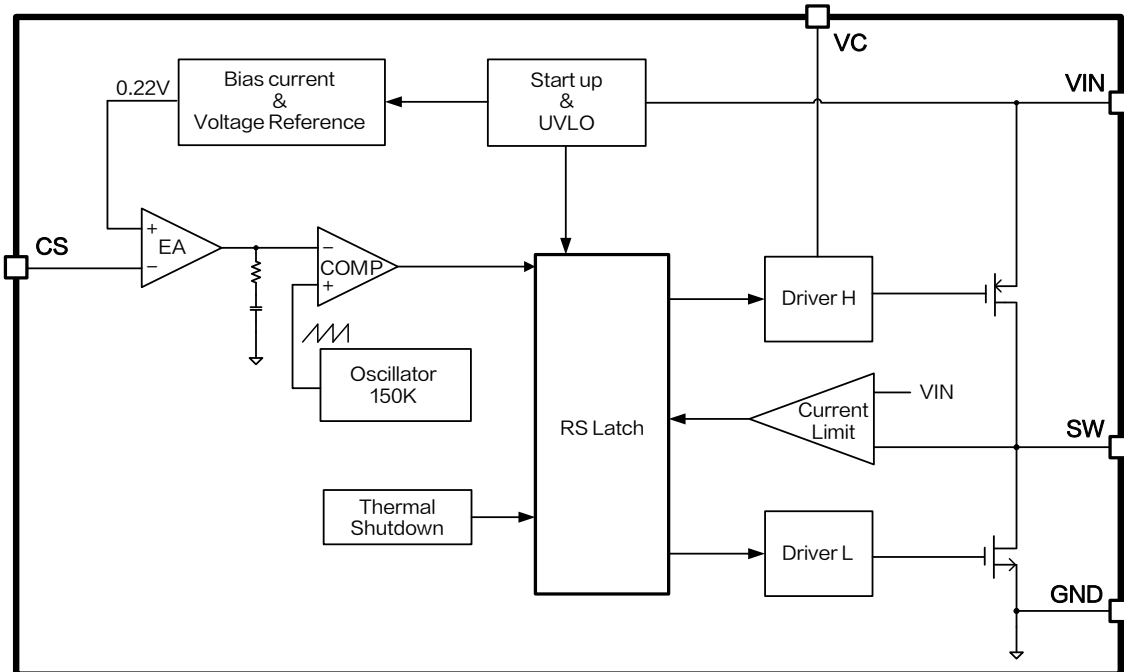 VC
VIN
0.22V
Bias current
&
Voltage Reference
Start up
&
UVLO
CS
+
EA
−
−
COMP
+
Oscillator
150K
RS Latch
Driver H
VIN
Current
Limit
SW
Thermal
Shutdown
Driver L
GND